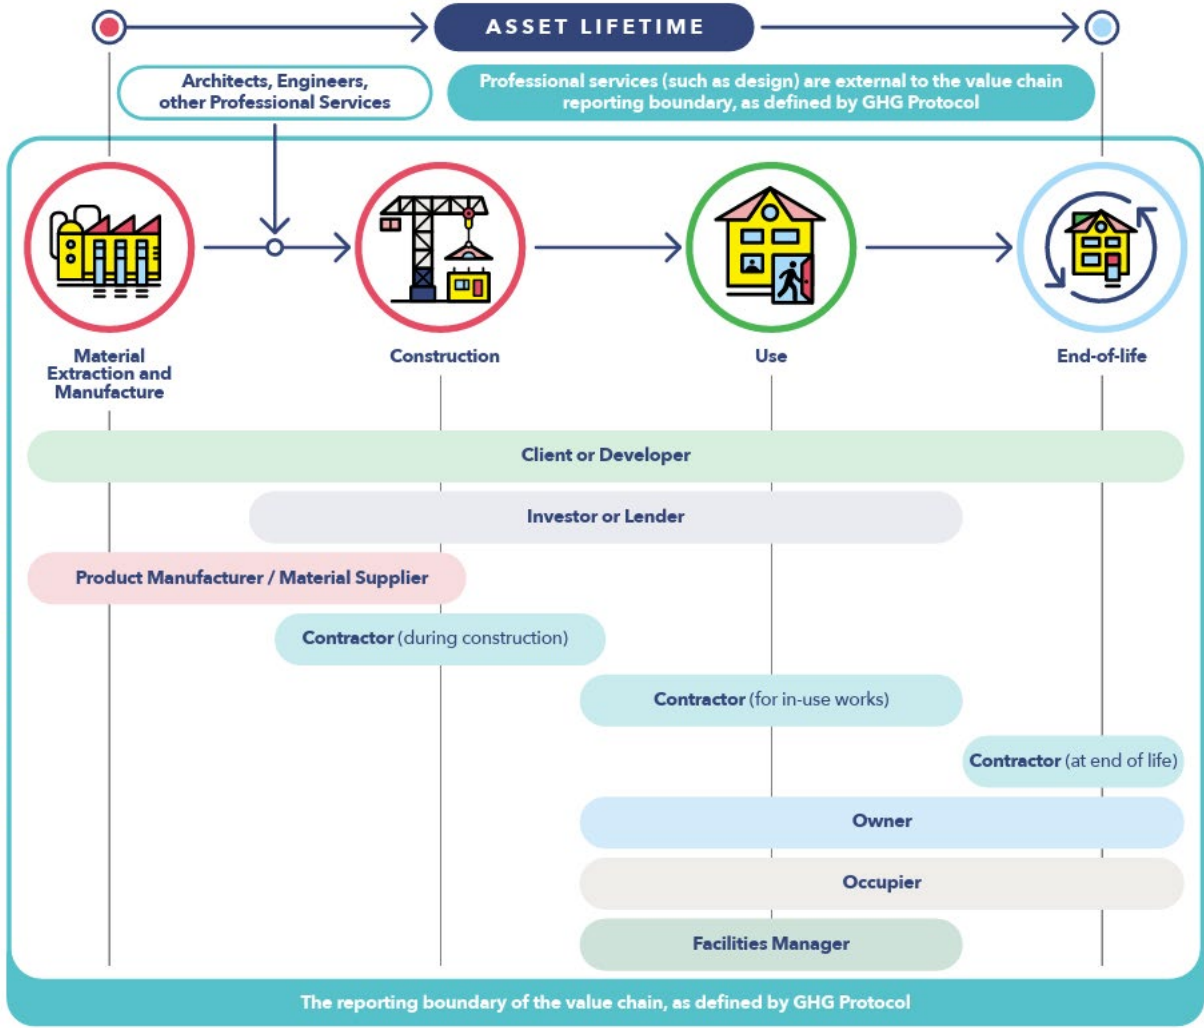 ASSET LIFETIME
Architects, Engineers,
other Professional Services
Professional services (such as design) are external to the value chain
reporting boundary, as defined by GHG Protocol
Material
Extraction and
Manufacture
Construction
Use
End-of-life
Client or Developer
Investor or Lender
Product Manufacturer / Material Supplier
Contractor (during construction)
Contractor (for in-use works)
Contractor (at end of life)
Owner
Occupier
Facilities Manager
The reporting boundary of the value chain, as defined by GHG Protocol